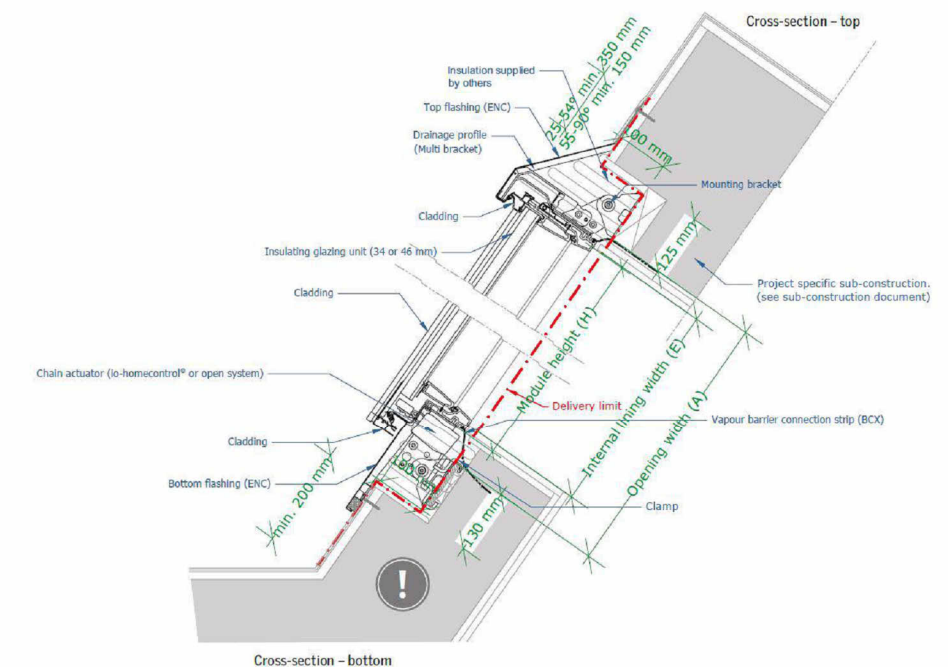 Cross-section – top
25-54° min. 350 mm
55-90° min. 150 mm
Insulation supplied
by others
Top flashing (ENC)
Drainage profile
(Multi bracket)
00 mm
Mounting bracket
Cladding
Insulating glazing unit (34 or 46 mm)
125 mm
Project specific sub-construction.
(see sub-construction document)
Cladding
Module height (H)
Internal lining width (E)
Opening width (A)
Chain actuator (io-homecontrol® or open system)
Delivery limit
Vapour barrier connection strip (BCX)
Cladding
Bottom flashing (ENC)
min. 200 mm
Clamp
130 mm
!
Cross-section – bottom